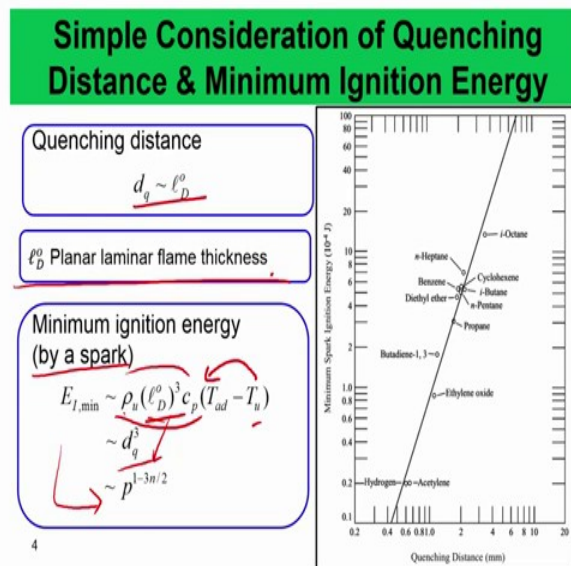 Simple Consideration of Quenching
Distance & Minimum Ignition Energy
Quenching distance
d_q ~ ℓ_D^o
ℓ_D^o Planar laminar flame thickness
Minimum ignition energy
(by a spark)
E_{I,min} ~ ρ_u(ℓ_D^o)^3 c_p(T_{ad} − T_u)
~ d_q^3
~ p^{1−3n/2}
4
Minimum Spark Ignition Energy (10⁻⁴ J)
100
80
60
40
20
10
8
6
4
2
1.0
0.8
0.6
0.4
0.2
0.1
i-Octane
n-Heptane
Cyclohexene
Benzene
i-Butane
Diethyl ether
n-Pentane
Propane
Butadiene-1, 3
Ethylene oxide
Hydrogen
Acetylene
0.2 0.4 0.6 0.8 1.0 2 4 6 8 10 20
Quenching Distance (mm)